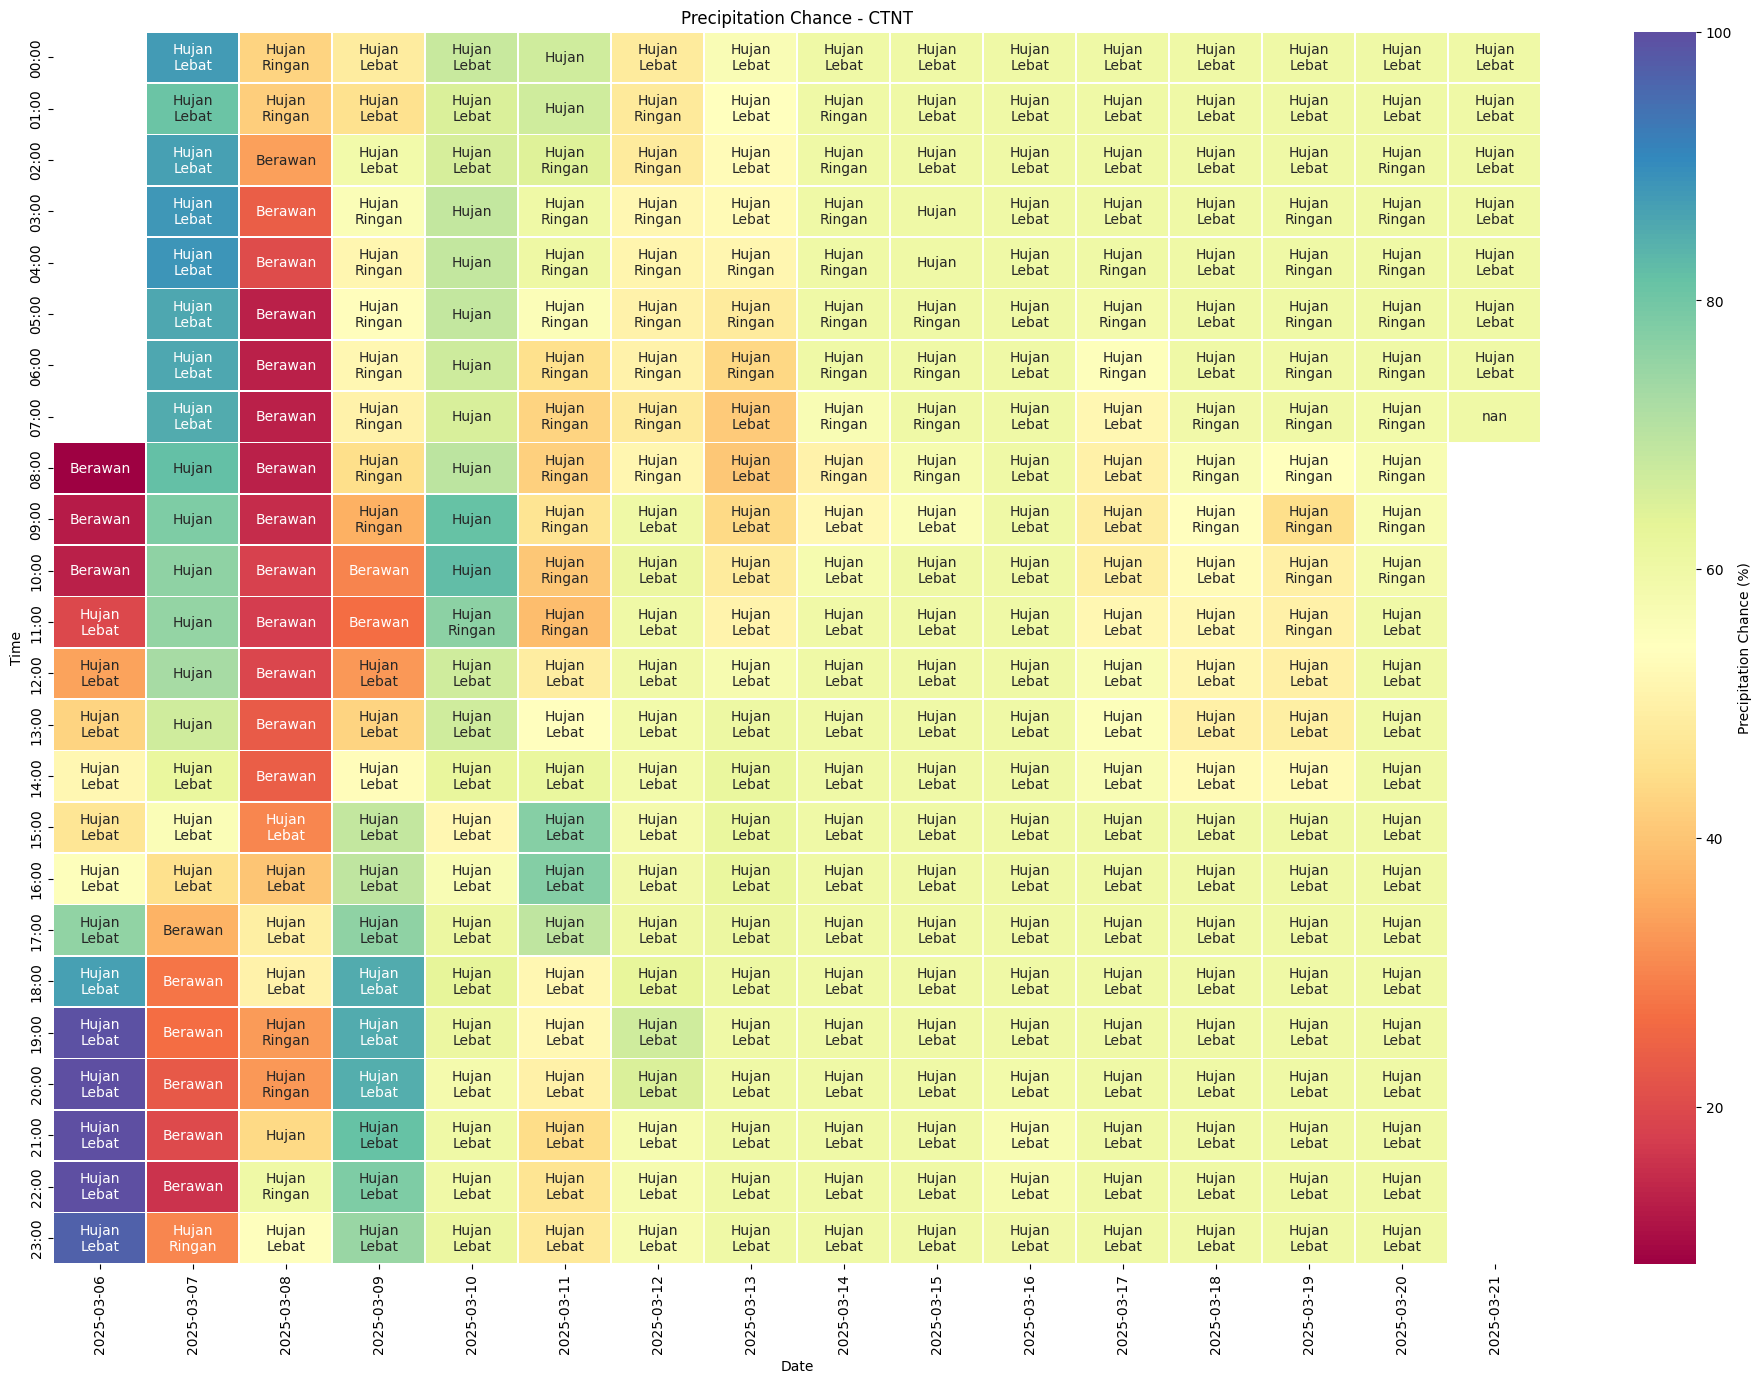 Precipitation Chance - CTNT
00:00 Hujan Lebat Hujan Ringan Hujan Lebat Hujan Lebat Hujan Hujan Lebat Hujan Lebat Hujan Lebat Hujan Lebat Hujan Lebat Hujan Lebat Hujan Lebat Hujan Lebat Hujan Lebat Hujan Lebat
01:00 Hujan Lebat Hujan Ringan Hujan Lebat Hujan Lebat Hujan Hujan Ringan Hujan Lebat Hujan Ringan Hujan Lebat Hujan Lebat Hujan Lebat Hujan Lebat Hujan Lebat Hujan Lebat Hujan Lebat
02:00 Hujan Lebat Berawan Hujan Lebat Hujan Lebat Hujan Ringan Hujan Ringan Hujan Lebat Hujan Ringan Hujan Lebat Hujan Lebat Hujan Lebat Hujan Lebat Hujan Lebat Hujan Ringan Hujan Lebat
03:00 Hujan Lebat Berawan Hujan Ringan Hujan Hujan Ringan Hujan Ringan Hujan Lebat Hujan Ringan Hujan Hujan Lebat Hujan Lebat Hujan Lebat Hujan Ringan Hujan Ringan Hujan Lebat
04:00 Hujan Lebat Berawan Hujan Ringan Hujan Hujan Ringan Hujan Ringan Hujan Ringan Hujan Ringan Hujan Hujan Lebat Hujan Ringan Hujan Lebat Hujan Ringan Hujan Ringan Hujan Lebat
05:00 Hujan Lebat Berawan Hujan Ringan Hujan Hujan Ringan Hujan Ringan Hujan Ringan Hujan Ringan Hujan Ringan Hujan Lebat Hujan Ringan Hujan Lebat Hujan Ringan Hujan Ringan Hujan Lebat
06:00 Hujan Lebat Berawan Hujan Ringan Hujan Hujan Ringan Hujan Ringan Hujan Ringan Hujan Ringan Hujan Ringan Hujan Lebat Hujan Ringan Hujan Lebat Hujan Ringan Hujan Ringan Hujan Lebat
07:00 Hujan Lebat Berawan Hujan Ringan Hujan Hujan Ringan Hujan Ringan Hujan Lebat Hujan Ringan Hujan Ringan Hujan Lebat Hujan Lebat Hujan Ringan Hujan Ringan Hujan Ringan nan
08:00 Berawan Hujan Berawan Hujan Ringan Hujan Hujan Ringan Hujan Ringan Hujan Lebat Hujan Ringan Hujan Ringan Hujan Lebat Hujan Lebat Hujan Ringan Hujan Ringan Hujan Ringan
09:00 Berawan Hujan Berawan Hujan Ringan Hujan Hujan Ringan Hujan Lebat Hujan Lebat Hujan Lebat Hujan Lebat Hujan Lebat Hujan Lebat Hujan Ringan Hujan Ringan Hujan Ringan
10:00 Berawan Hujan Berawan Berawan Hujan Hujan Ringan Hujan Lebat Hujan Lebat Hujan Lebat Hujan Lebat Hujan Lebat Hujan Lebat Hujan Lebat Hujan Ringan Hujan Ringan
11:00 Hujan Lebat Hujan Berawan Berawan Hujan Ringan Hujan Ringan Hujan Lebat Hujan Lebat Hujan Lebat Hujan Lebat Hujan Lebat Hujan Lebat Hujan Lebat Hujan Ringan Hujan Lebat
12:00 Hujan Lebat Hujan Berawan Hujan Lebat Hujan Lebat Hujan Lebat Hujan Lebat Hujan Lebat Hujan Lebat Hujan Lebat Hujan Lebat Hujan Lebat Hujan Lebat Hujan Lebat Hujan Lebat
13:00 Hujan Lebat Hujan Berawan Hujan Lebat Hujan Lebat Hujan Lebat Hujan Lebat Hujan Lebat Hujan Lebat Hujan Lebat Hujan Lebat Hujan Lebat Hujan Lebat Hujan Lebat Hujan Lebat
14:00 Hujan Lebat Hujan Lebat Berawan Hujan Lebat Hujan Lebat Hujan Lebat Hujan Lebat Hujan Lebat Hujan Lebat Hujan Lebat Hujan Lebat Hujan Lebat Hujan Lebat Hujan Lebat Hujan Lebat
15:00 Hujan Lebat Hujan Lebat Hujan Lebat Hujan Lebat Hujan Lebat Hujan Lebat Hujan Lebat Hujan Lebat Hujan Lebat Hujan Lebat Hujan Lebat Hujan Lebat Hujan Lebat Hujan Lebat Hujan Lebat
16:00 Hujan Lebat Hujan Lebat Hujan Lebat Hujan Lebat Hujan Lebat Hujan Lebat Hujan Lebat Hujan Lebat Hujan Lebat Hujan Lebat Hujan Lebat Hujan Lebat Hujan Lebat Hujan Lebat Hujan Lebat
17:00 Hujan Lebat Berawan Hujan Lebat Hujan Lebat Hujan Lebat Hujan Lebat Hujan Lebat Hujan Lebat Hujan Lebat Hujan Lebat Hujan Lebat Hujan Lebat Hujan Lebat Hujan Lebat Hujan Lebat
18:00 Hujan Lebat Berawan Hujan Lebat Hujan Lebat Hujan Lebat Hujan Lebat Hujan Lebat Hujan Lebat Hujan Lebat Hujan Lebat Hujan Lebat Hujan Lebat Hujan Lebat Hujan Lebat Hujan Lebat
19:00 Hujan Lebat Berawan Hujan Ringan Hujan Lebat Hujan Lebat Hujan Lebat Hujan Lebat Hujan Lebat Hujan Lebat Hujan Lebat Hujan Lebat Hujan Lebat Hujan Lebat Hujan Lebat Hujan Lebat
20:00 Hujan Lebat Berawan Hujan Ringan Hujan Lebat Hujan Lebat Hujan Lebat Hujan Lebat Hujan Lebat Hujan Lebat Hujan Lebat Hujan Lebat Hujan Lebat Hujan Lebat Hujan Lebat Hujan Lebat
21:00 Hujan Lebat Berawan Hujan Hujan Lebat Hujan Lebat Hujan Lebat Hujan Lebat Hujan Lebat Hujan Lebat Hujan Lebat Hujan Lebat Hujan Lebat Hujan Lebat Hujan Lebat Hujan Lebat
22:00 Hujan Lebat Berawan Hujan Ringan Hujan Lebat Hujan Lebat Hujan Lebat Hujan Lebat Hujan Lebat Hujan Lebat Hujan Lebat Hujan Lebat Hujan Lebat Hujan Lebat Hujan Lebat Hujan Lebat
23:00 Hujan Lebat Hujan Ringan Hujan Lebat Hujan Lebat Hujan Lebat Hujan Lebat Hujan Lebat Hujan Lebat Hujan Lebat Hujan Lebat Hujan Lebat Hujan Lebat Hujan Lebat Hujan Lebat Hujan Lebat
Time
2025-03-06 2025-03-07 2025-03-08 2025-03-09 2025-03-10 2025-03-11 2025-03-12 2025-03-13 2025-03-14 2025-03-15 2025-03-16 2025-03-17 2025-03-18 2025-03-19 2025-03-20 2025-03-21
Date
100
80
60
40
20
Precipitation Chance (%)